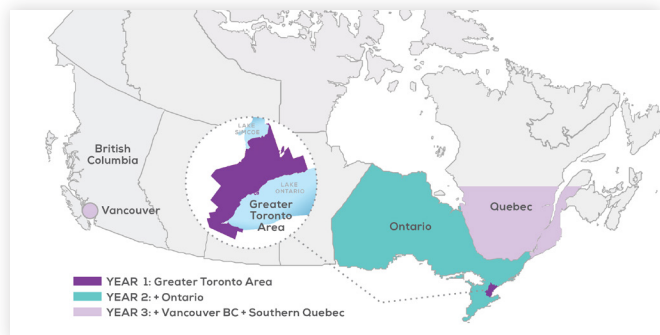 LAKE
SIMCOE
British
Columbia
LAKE
ONTARIO
Vancouver
Greater
Toronto
Area
Ontario
Quebec
YEAR 1: Greater Toronto Area
YEAR 2: + Ontario
YEAR 3: + Vancouver BC + Southern Quebec